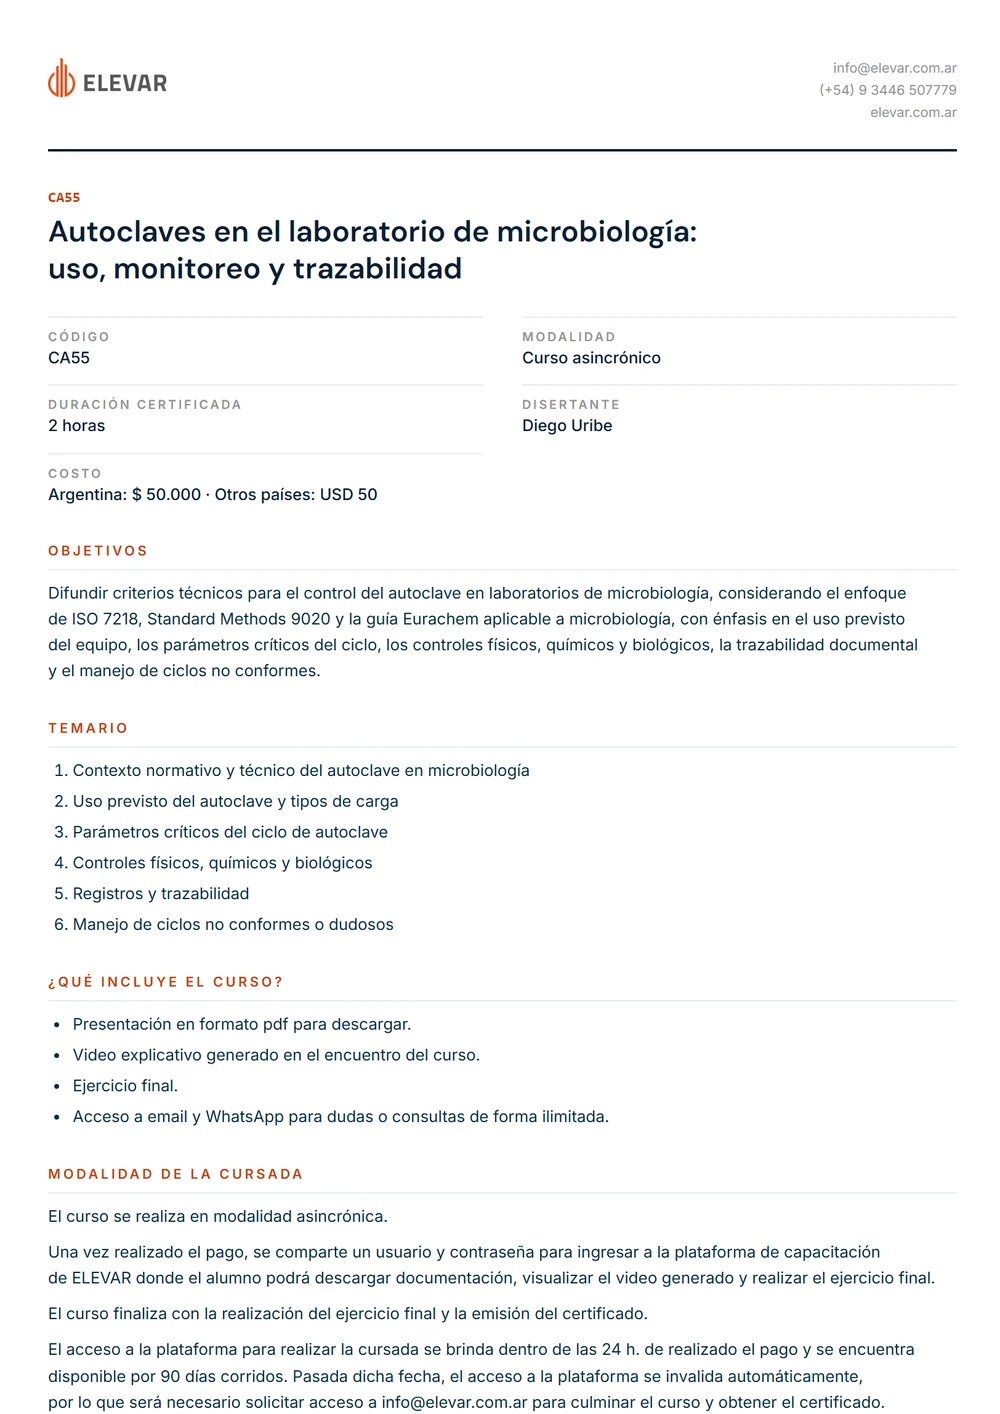 ELEVAR
info@elevar.com.ar
(+54) 9 3446 507779
elevar.com.ar
CA55
Autoclaves en el laboratorio de microbiología:
uso, monitoreo y trazabilidad
CÓDIGO
CA55
MODALIDAD
Curso asincrónico
DURACIÓN CERTIFICADA
2 horas
DISERTANTE
Diego Uribe
COSTO
Argentina: $ 50.000 · Otros países: USD 50
OBJETIVOS
Difundir criterios técnicos para el control del autoclave en laboratorios de microbiología, considerando el enfoque
de ISO 7218, Standard Methods 9020 y la guía Eurachem aplicable a microbiología, con énfasis en el uso previsto
del equipo, los parámetros críticos del ciclo, los controles físicos, químicos y biológicos, la trazabilidad documental
y el manejo de ciclos no conformes.
TEMARIO
1. Contexto normativo y técnico del autoclave en microbiología
2. Uso previsto del autoclave y tipos de carga
3. Parámetros críticos del ciclo de autoclave
4. Controles físicos, químicos y biológicos
5. Registros y trazabilidad
6. Manejo de ciclos no conformes o dudosos
¿QUÉ INCLUYE EL CURSO?
• Presentación en formato pdf para descargar.
• Video explicativo generado en el encuentro del curso.
• Ejercicio final.
• Acceso a email y WhatsApp para dudas o consultas de forma ilimitada.
MODALIDAD DE LA CURSADA
El curso se realiza en modalidad asincrónica.
Una vez realizado el pago, se comparte un usuario y contraseña para ingresar a la plataforma de capacitación
de ELEVAR donde el alumno podrá descargar documentación, visualizar el video generado y realizar el ejercicio final.
El curso finaliza con la realización del ejercicio final y la emisión del certificado.
El acceso a la plataforma para realizar la cursada se brinda dentro de las 24 h. de realizado el pago y se encuentra
disponible por 90 días corridos. Pasada dicha fecha, el acceso a la plataforma se invalida automáticamente,
por lo que será necesario solicitar acceso a info@elevar.com.ar para culminar el curso y obtener el certificado.